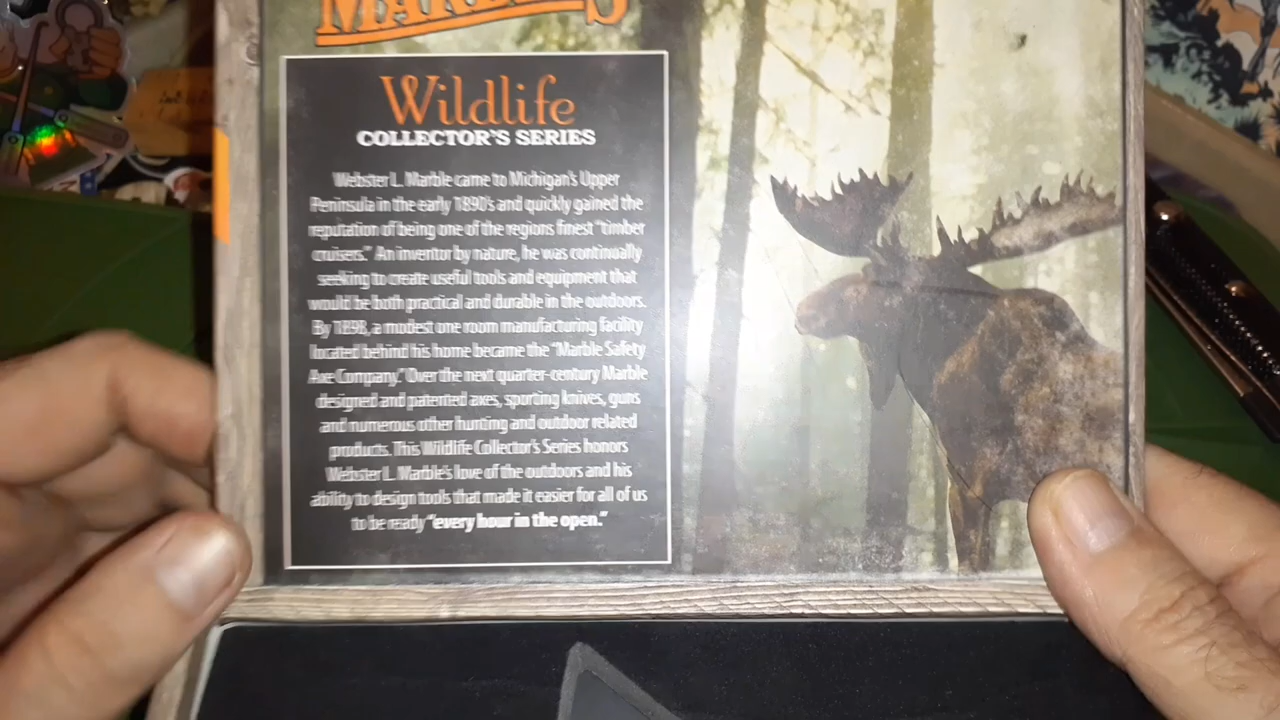 MARBLES
Wildlife
COLLECTOR'S SERIES
Webster L. Marble came to Michigan's Upper
Peninsula in the early 1890's and quickly gained the
reputation of being one of the regions finest "timber
cruisers." An inventor by nature, he was continually
seeking to create useful tools and equipment that
would be both practical and durable in the outdoors.
By 1898, a modest one room manufacturing facility
located behind his home became the "Marble Safety
Axe Company." Over the next quarter-century Marble
designed and patented axes, sporting knives, guns
and numerous other hunting and outdoor related
products. This Wildlife Collector's Series honors
Webster L. Marble's love of the outdoors and his
ability to design tools that made it easier for all of us
to be ready "every hour in the open."